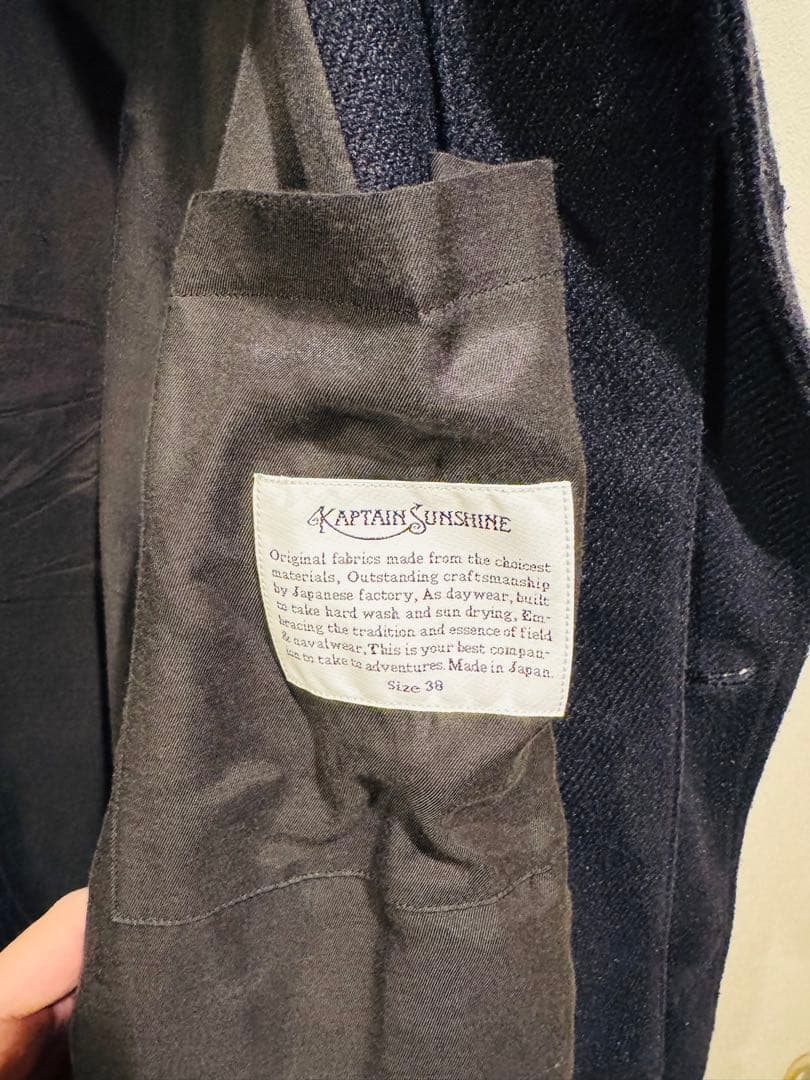 KAPTAIN SUNSHINE
Original fabrics made from the choicest
materials, Outstanding craftsmanship
by Japanese factory, As daywear, built
to take hard wash and sun drying, Em-
bracing the tradition and essence of field
& navalwear, This is your best compan-
ion to take to adventures. Made in Japan.
Size 38